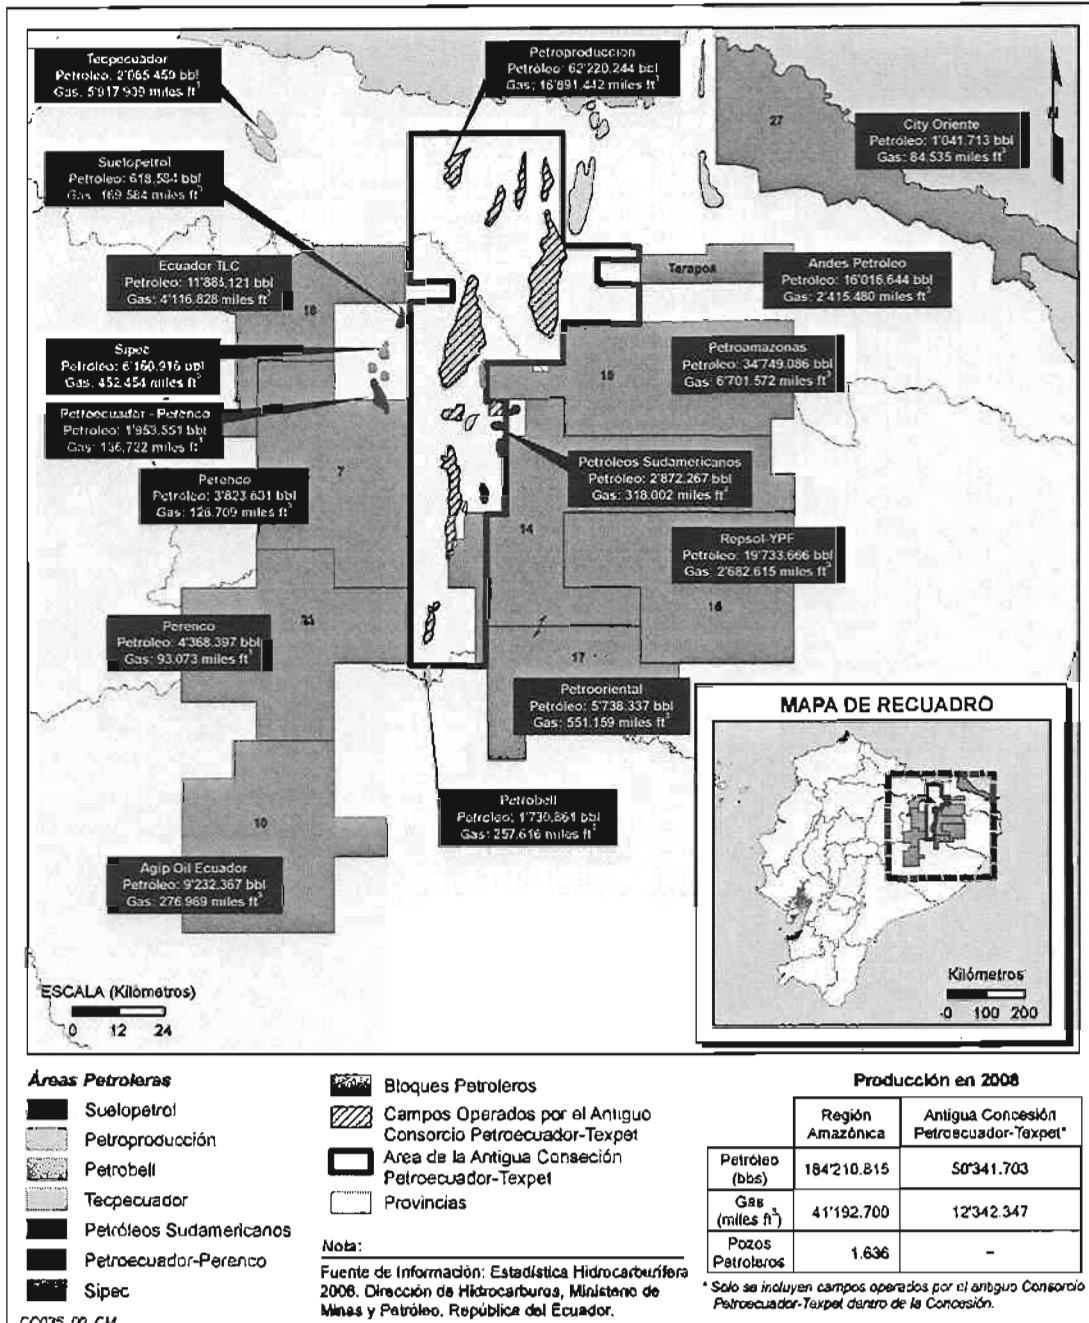 Tecpecuador
Petróleo: 2'065.459 bbl
Gas: 5'917.939 miles ft³
Petroproduccion
Petróleo: 62'220.244 bbl
Gas: 16'891.442 miles ft³
27
City Oriente
Petróleo: 1'041.713 bbl
Gas: 84.535 miles ft³
N
Suelopetrol
Petróleo: 618.584 bbl
Gas: 169.584 miles ft³
Ecuador TLC
Petróleo: 11'885.121 bbl
Gas: 4'116.828 miles ft³
18
Tarapoa
Andes Petroleo
Petróleo: 16'016.644 bbl
Gas: 2'415.480 miles ft³
Sipec
Petróleo: 6'160.916 bbl
Gas: 452.454 miles ft³
Petroamazonas
Petróleo: 34'749.086 bbl
Gas: 6'701.572 miles ft³
15
Petroecuador - Perenco
Petróleo: 1'953.551 bbl
Gas: 136.722 miles ft³
7
Perenco
Petróleo: 3'823.631 bbl
Gas: 126.709 miles ft³
Petróleos Sudamericanos
Petróleo: 2'872.267 bbl
Gas: 318.002 miles ft³
14
Repsol-YPF
Petróleo: 19'733.666 bbl
Gas: 2'682.615 miles ft³
16
Perenco
Petroleo: 4'368.397 bbl
Gas: 93.073 miles ft³
21
17
Petrooriental
Petróleo: 5'738.337 bbl
Gas: 551.159 miles ft³
MAPA DE RECUADRO
Petrobell
Petróleo: 1'730.861 bbl
Gas: 257.616 miles ft³
10
Agip Oil Ecuador
Petróleo: 9'232.367 bbl
Gas: 276.969 miles ft³
Kilómetros
0 100 200
ESCALA (Kilómetros)
0 12 24
Áreas Petroleras
Suelopetrol
Petroproducción
Petrobell
Tecpecuador
Petróleos Sudamericanos
Petroecuador-Perenco
Sipec
Bloques Petroleros
Campos Operados por el Antiguo
Consorcio Petroecuador-Texpet
Area de la Antigua Conseción
Petroecuador-Texpet
Provincias
Nota:
Fuente de Información: Estadística Hidrocarburífera
2006. Dirección de Hidrocarburos, Ministerio de
Minas y Petróleo. República del Ecuador.
Producción en 2006
Región Amazónica
Antigua Concesión Petroecuador-Texpet*
Petróleo (bbs) 184'210.815 50'341.703
Gas (miles ft³) 41'192.700 12'342.347
Pozos Petroleros 1.636 –
* Solo se incluyen campos operados por el antiguo Consorcio
Petroecuador-Texpet dentro de la Concesión.